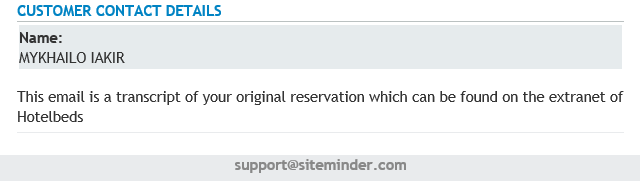 CUSTOMER CONTACT DETAILS
Name:
MYKHAILO IAKIR
This email is a transcript of your original reservation which can be found on the extranet of
Hotelbeds
support@siteminder.com